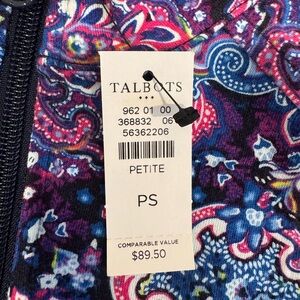 TALBOTS
962 01 00
368832 06
56362206
PETITE
PS
COMPARABLE VALUE
$89.50